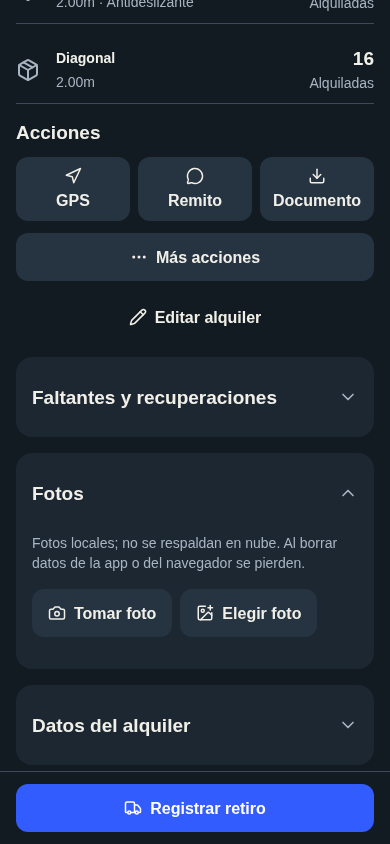 2.00m · Antideslizante
Alquiladas
Diagonal
16
2.00m
Alquiladas
Acciones
GPS
Remito
Documento
Más acciones
Editar alquiler
Faltantes y recuperaciones
Fotos
Fotos locales; no se respaldan en nube. Al borrar
datos de la app o del navegador se pierden.
Tomar foto
Elegir foto
Datos del alquiler
Registrar retiro